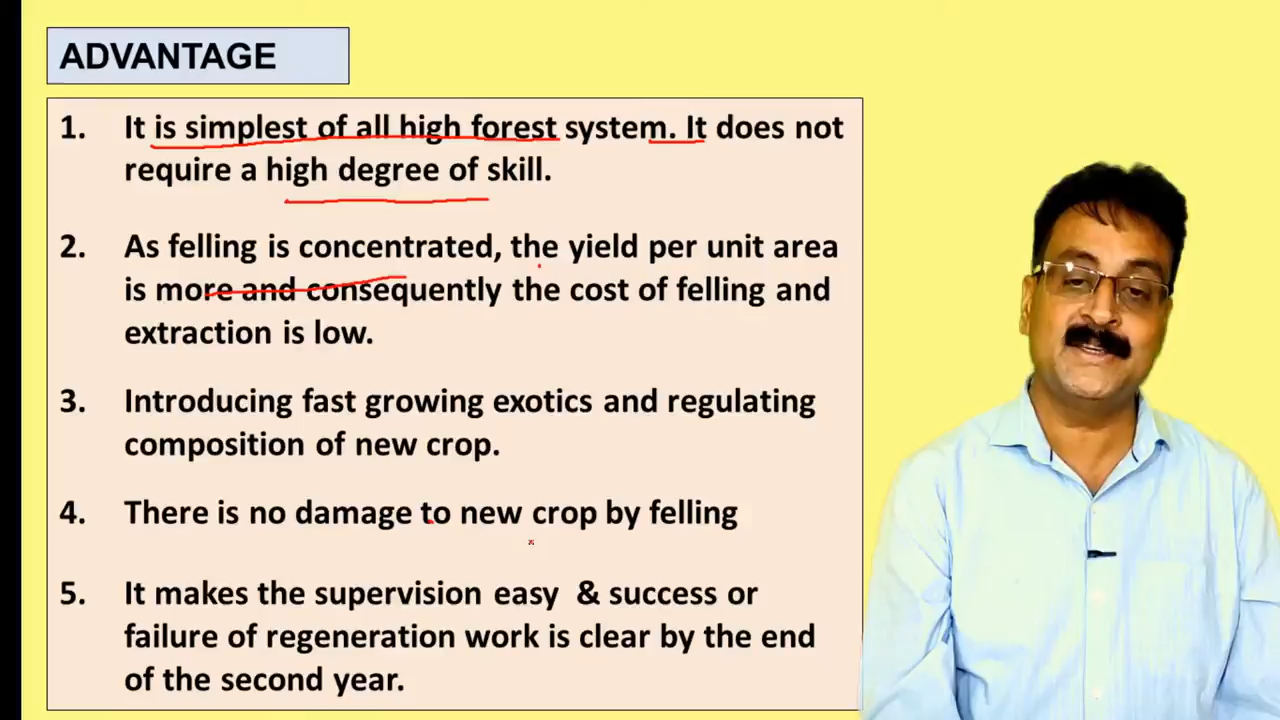 ADVANTAGE
1. It is simplest of all high forest system. It does not
require a high degree of skill.
2. As felling is concentrated, the yield per unit area
is more and consequently the cost of felling and
extraction is low.
3. Introducing fast growing exotics and regulating
composition of new crop.
4. There is no damage to new crop by felling
5. It makes the supervision easy & success or
failure of regeneration work is clear by the end
of the second year.